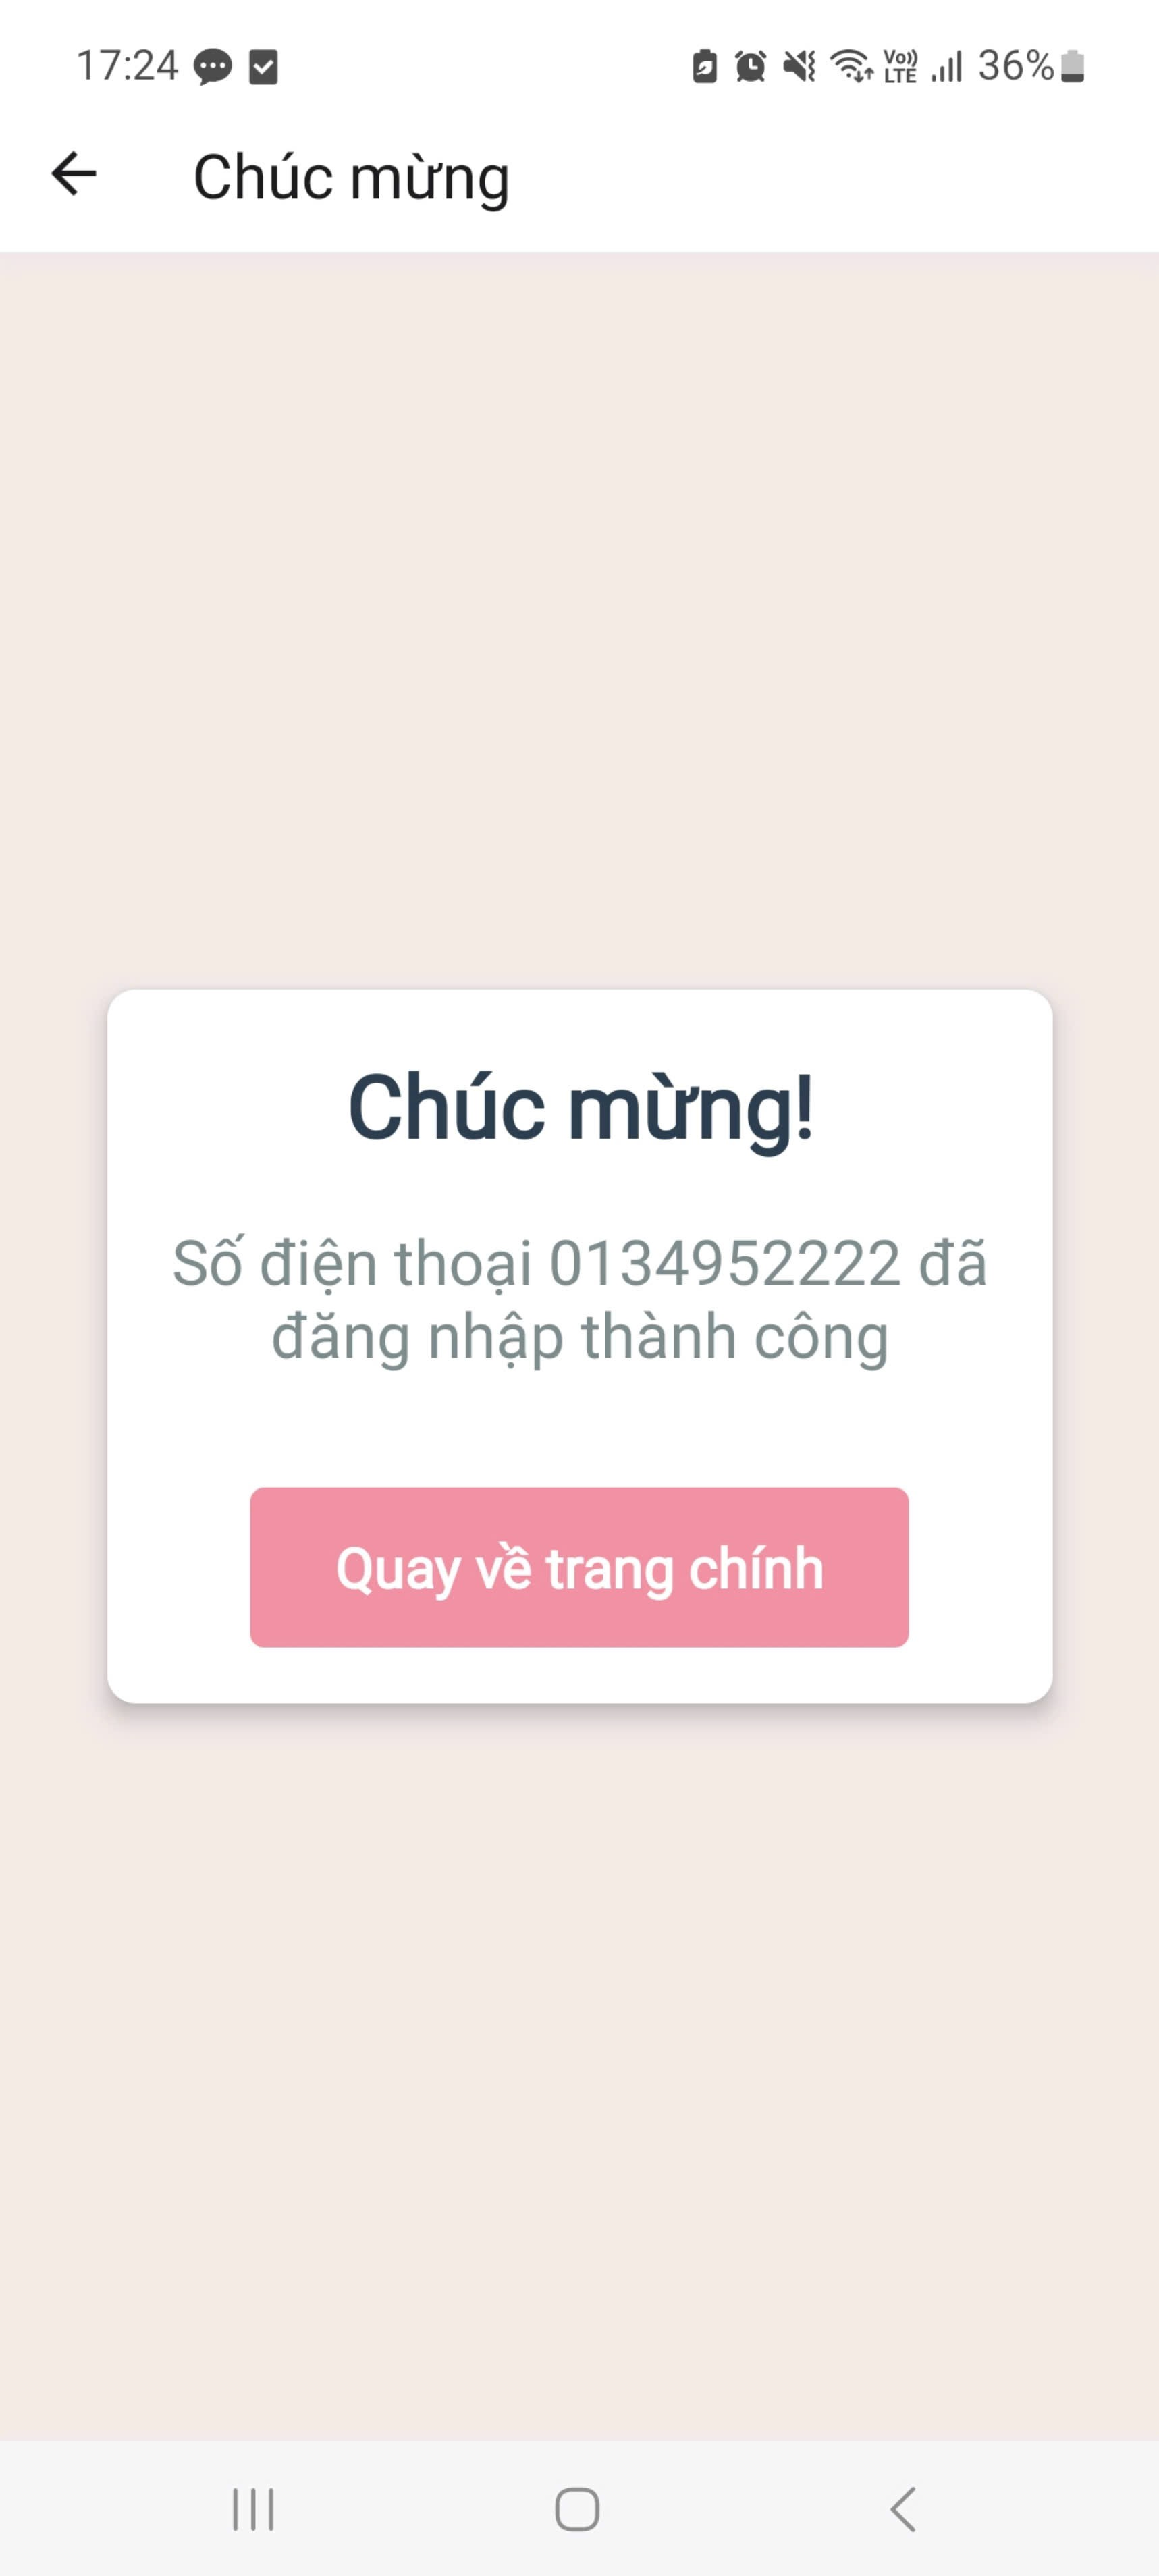 17:24
Vo)) LTE 36%
Chúc mừng
Chúc mừng!
Số điện thoại 0134952222 đã
đăng nhập thành công
Quay về trang chính